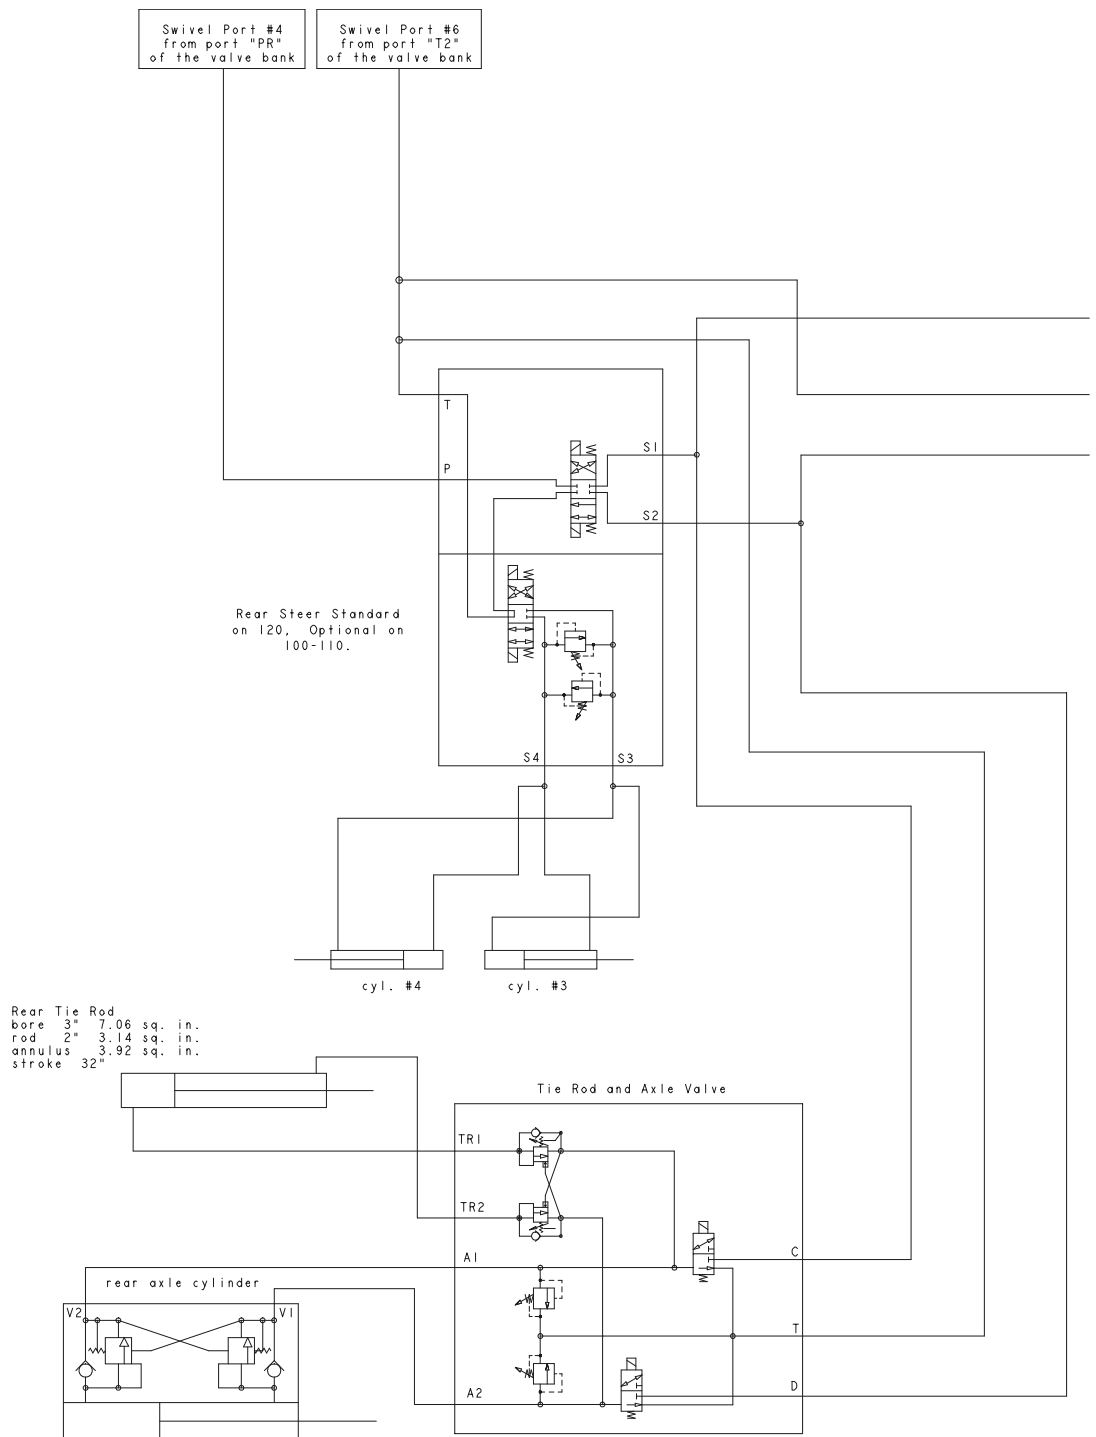 Swivel Port #4
from port "PR"
of the valve bank
Swivel Port #6
from port "T2"
of the valve bank
T
P
S1
S2
Rear Steer Standard
on 120, Optional on
100-110.
S4
S3
cyl. #4
cyl. #3
Rear Tie Rod
bore 3" 7.06 sq. in.
rod 2" 3.14 sq. in.
annulus 3.92 sq. in.
stroke 32"
Tie Rod and Axle Valve
TR1
TR2
A1
C
rear axle cylinder
V2
V1
T
D
A2